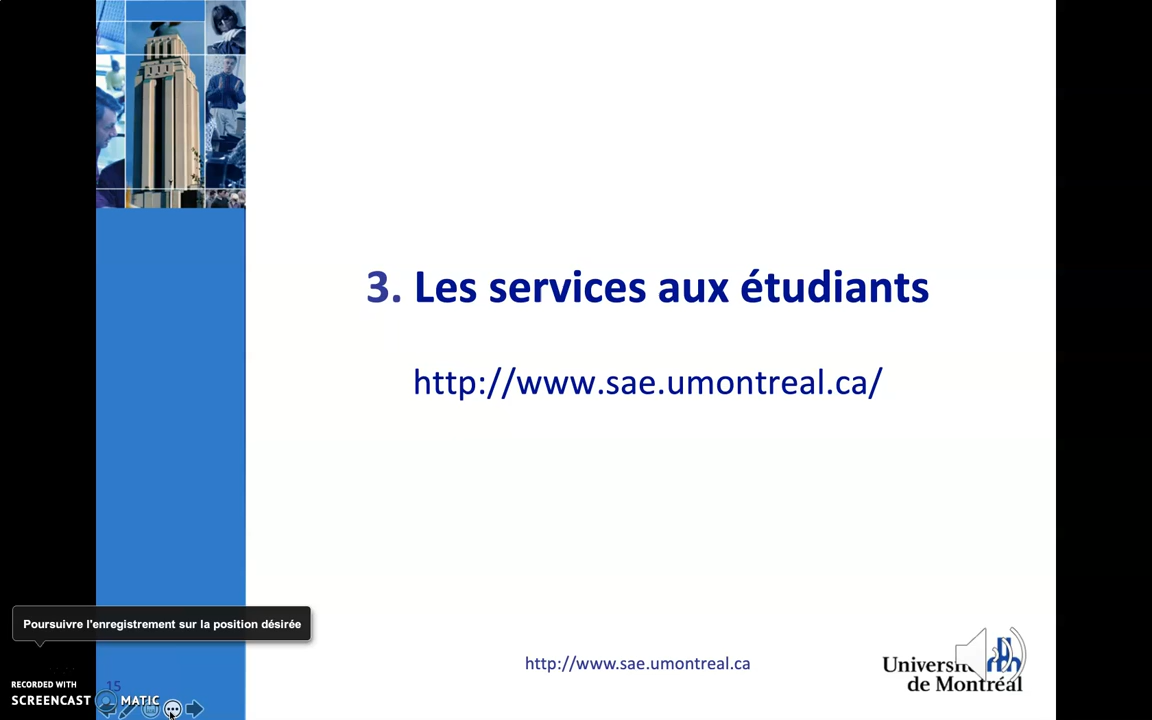 3. Les services aux étudiants
http://www.sae.umontreal.ca/
Poursuivre l'enregistrement sur la position désirée
http://www.sae.umontreal.ca
Université
de Montréal
15
RECORDED WITH
SCREENCAST MATIC